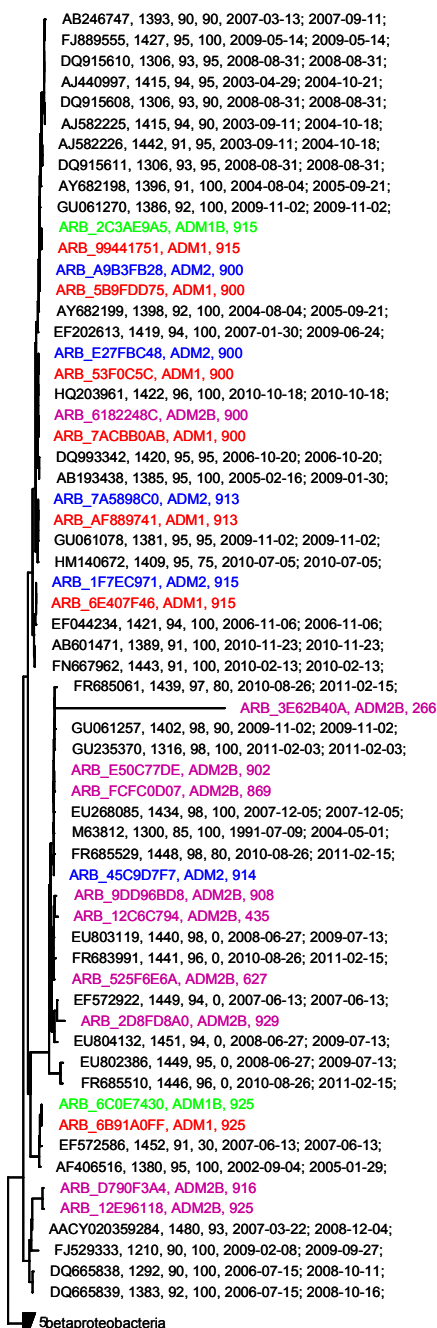 AB246747, 1393, 90, 90, 2007-03-13; 2007-09-11;
FJ889555, 1427, 95, 100, 2009-05-14; 2009-05-14;
DQ915610, 1306, 93, 95, 2008-08-31; 2008-08-31;
AJ440997, 1415, 94, 95, 2003-04-29; 2004-10-21;
DQ915608, 1306, 93, 90, 2008-08-31; 2008-08-31;
AJ582225, 1415, 94, 90, 2003-09-11; 2004-10-18;
AJ582226, 1442, 91, 95, 2003-09-11; 2004-10-18;
DQ915611, 1306, 93, 95, 2008-08-31; 2008-08-31;
AY682198, 1396, 91, 100, 2004-08-04; 2005-09-21;
GU061270, 1386, 92, 100, 2009-11-02; 2009-11-02;
ARB_2C3AE9A5, ADM1B, 915
ARB_99441751, ADM1, 915
ARB_A9B3FB28, ADM2, 900
ARB_5B9FDD75, ADM1, 900
AY682199, 1398, 92, 100, 2004-08-04; 2005-09-21;
EF202613, 1419, 94, 100, 2007-01-30; 2009-06-24;
ARB_E27FBC48, ADM2, 900
ARB_53F0C5C, ADM1, 900
HQ203961, 1422, 96, 100, 2010-10-18; 2010-10-18;
ARB_6182248C, ADM2B, 900
ARB_7ACBB0AB, ADM1, 900
DQ993342, 1420, 95, 95, 2006-10-20; 2006-10-20;
AB193438, 1385, 95, 100, 2005-02-16; 2009-01-30;
ARB_7A5898C0, ADM2, 913
ARB_AF889741, ADM1, 913
GU061078, 1381, 95, 95, 2009-11-02; 2009-11-02;
HM140672, 1409, 95, 75, 2010-07-05; 2010-07-05;
ARB_1F7EC971, ADM2, 915
ARB_6E407F46, ADM1, 915
EF044234, 1421, 94, 100, 2006-11-06; 2006-11-06;
AB601471, 1389, 91, 100, 2010-11-23; 2010-11-23;
FN667962, 1443, 91, 100, 2010-02-13; 2010-02-13;
FR685061, 1439, 97, 80, 2010-08-26; 2011-02-15;
ARB_3E62B40A, ADM2B, 266
GU061257, 1402, 98, 90, 2009-11-02; 2009-11-02;
GU235370, 1316, 98, 100, 2011-02-03; 2011-02-03;
ARB_E50C77DE, ADM2B, 902
ARB_FCFC0D07, ADM2B, 869
EU268085, 1434, 98, 100, 2007-12-05; 2007-12-05;
M63812, 1300, 85, 100, 1991-07-09; 2004-05-01;
FR685529, 1448, 98, 80, 2010-08-26; 2011-02-15;
ARB_45C9D7F7, ADM2, 914
ARB_9DD96BD8, ADM2B, 908
ARB_12C6C794, ADM2B, 435
EU803119, 1440, 98, 0, 2008-06-27; 2009-07-13;
FR683991, 1441, 96, 0, 2010-08-26; 2011-02-15;
ARB_525F6E6A, ADM2B, 627
EF572922, 1449, 94, 0, 2007-06-13; 2007-06-13;
ARB_2D8FD8A0, ADM2B, 929
EU804132, 1451, 94, 0, 2008-06-27; 2009-07-13;
EU802386, 1449, 95, 0, 2008-06-27; 2009-07-13;
FR685510, 1446, 96, 0, 2010-08-26; 2011-02-15;
ARB_6C0E7430, ADM1B, 925
ARB_6B91A0FF, ADM1, 925
EF572586, 1452, 91, 30, 2007-06-13; 2007-06-13;
AF406516, 1380, 95, 100, 2002-09-04; 2005-01-29;
ARB_D790F3A4, ADM2B, 916
ARB_12E96118, ADM2B, 925
AACY020359284, 1480, 93, 2007-03-22; 2008-12-04;
FJ529333, 1210, 90, 100, 2009-02-08; 2009-09-27;
DQ665838, 1292, 90, 100, 2006-07-15; 2008-10-11;
DQ665839, 1383, 92, 100, 2006-07-15; 2008-10-16;
5betaproteobacteria